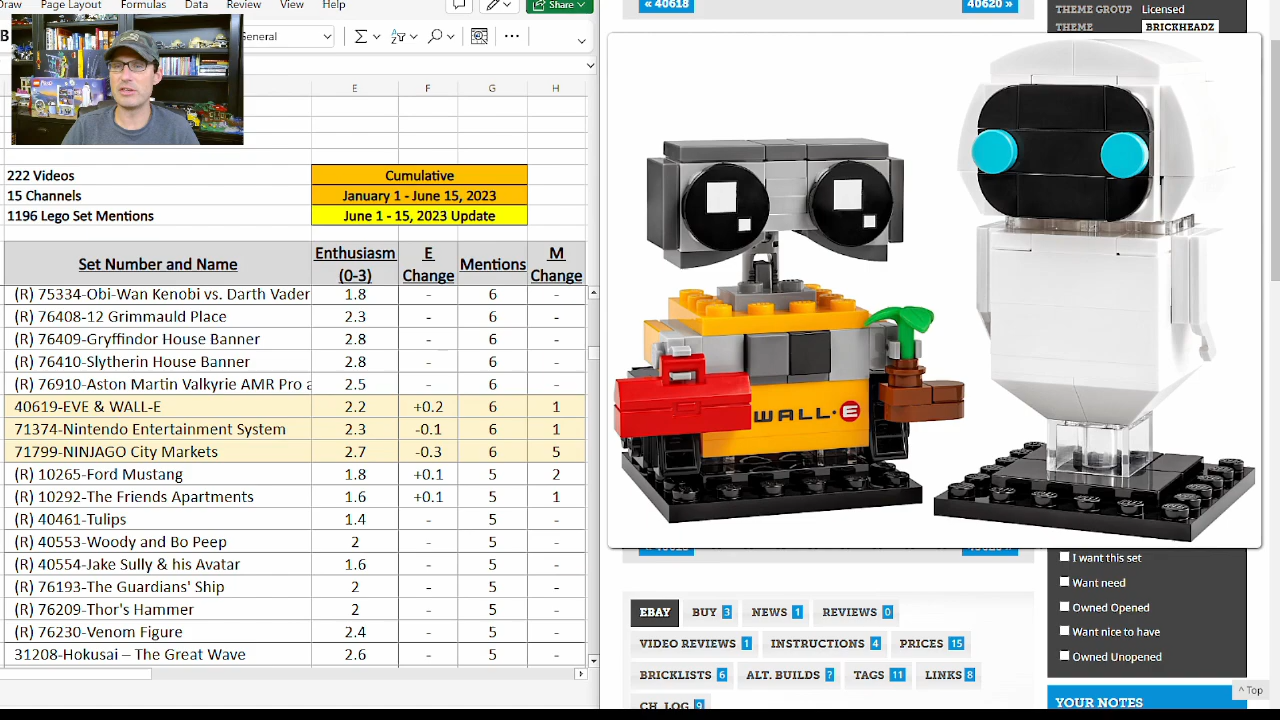 Data Review View Help
Share
B
General
222 Videos
15 Channels
1196 Lego Set Mentions
Cumulative
January 1 - June 15, 2023
June 1 - 15, 2023 Update
E F G H
Set Number and Name Enthusiasm (0-3) E Change Mentions M Change
(R) 75334-Obi-Wan Kenobi vs. Darth Vader 1.8 - 6 -
(R) 76408-12 Grimmauld Place 2.3 - 6 -
(R) 76409-Gryffindor House Banner 2.8 - 6 -
(R) 76410-Slytherin House Banner 2.8 - 6 -
(R) 76910-Aston Martin Valkyrie AMR Pro a 2.5 - 6 -
40619-EVE & WALL-E 2.2 +0.2 6 1
71374-Nintendo Entertainment System 2.3 -0.1 6 1
71799-NINJAGO City Markets 2.7 -0.3 6 5
(R) 10265-Ford Mustang 1.8 +0.1 5 2
(R) 10292-The Friends Apartments 1.6 +0.1 5 1
(R) 40461-Tulips 1.4 - 5 -
(R) 40553-Woody and Bo Peep 2 - 5 -
(R) 40554-Jake Sully & his Avatar 1.6 - 5 -
(R) 76193-The Guardians' Ship 2 - 5 -
(R) 76209-Thor's Hammer 2 - 5 -
(R) 76230-Venom Figure 2.4 - 5 -
31208-Hokusai – The Great Wave 2.6 - 5 -
« 40618 40620 »
THEME GROUP Licensed
THEME BRICKHEADZ
WALL·E
I want this set
Want need
Owned Opened
Want nice to have
Owned Unopened
EBAY BUY 3 NEWS 1 REVIEWS 0
VIDEO REVIEWS 1 INSTRUCTIONS 4 PRICES 15
BRICKLISTS 6 ALT. BUILDS ? TAGS 11 LINKS 8
CH. LOG 9
^ Top
YOUR NOTES